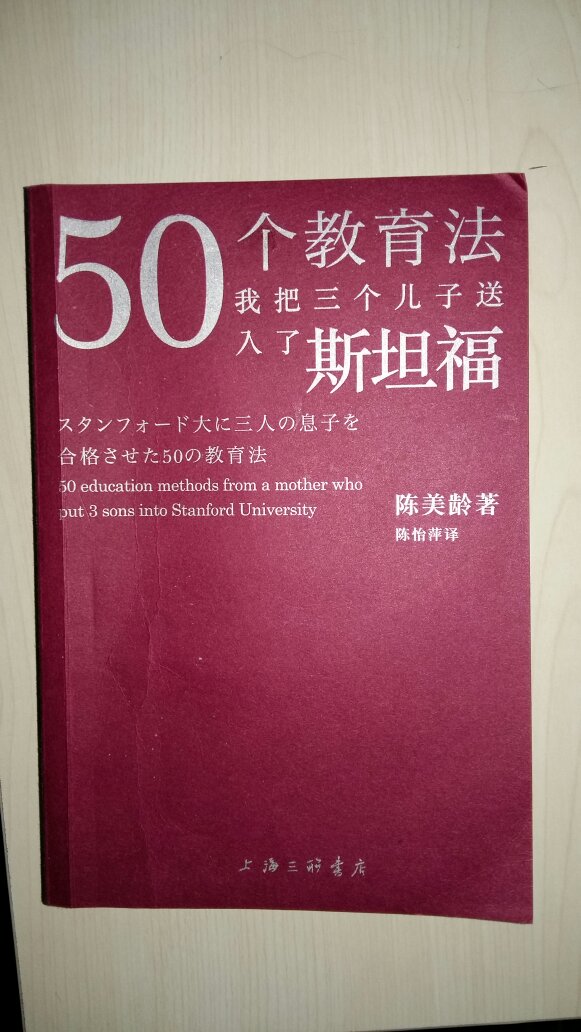 50个教育法
我把三个儿子送
入了斯坦福
スタンフォード大に三人の息子を
合格させた50の教育法
50 education methods from a mother who
put 3 sons into Stanford University
陈美龄著
陈怡萍译
上海三联书店